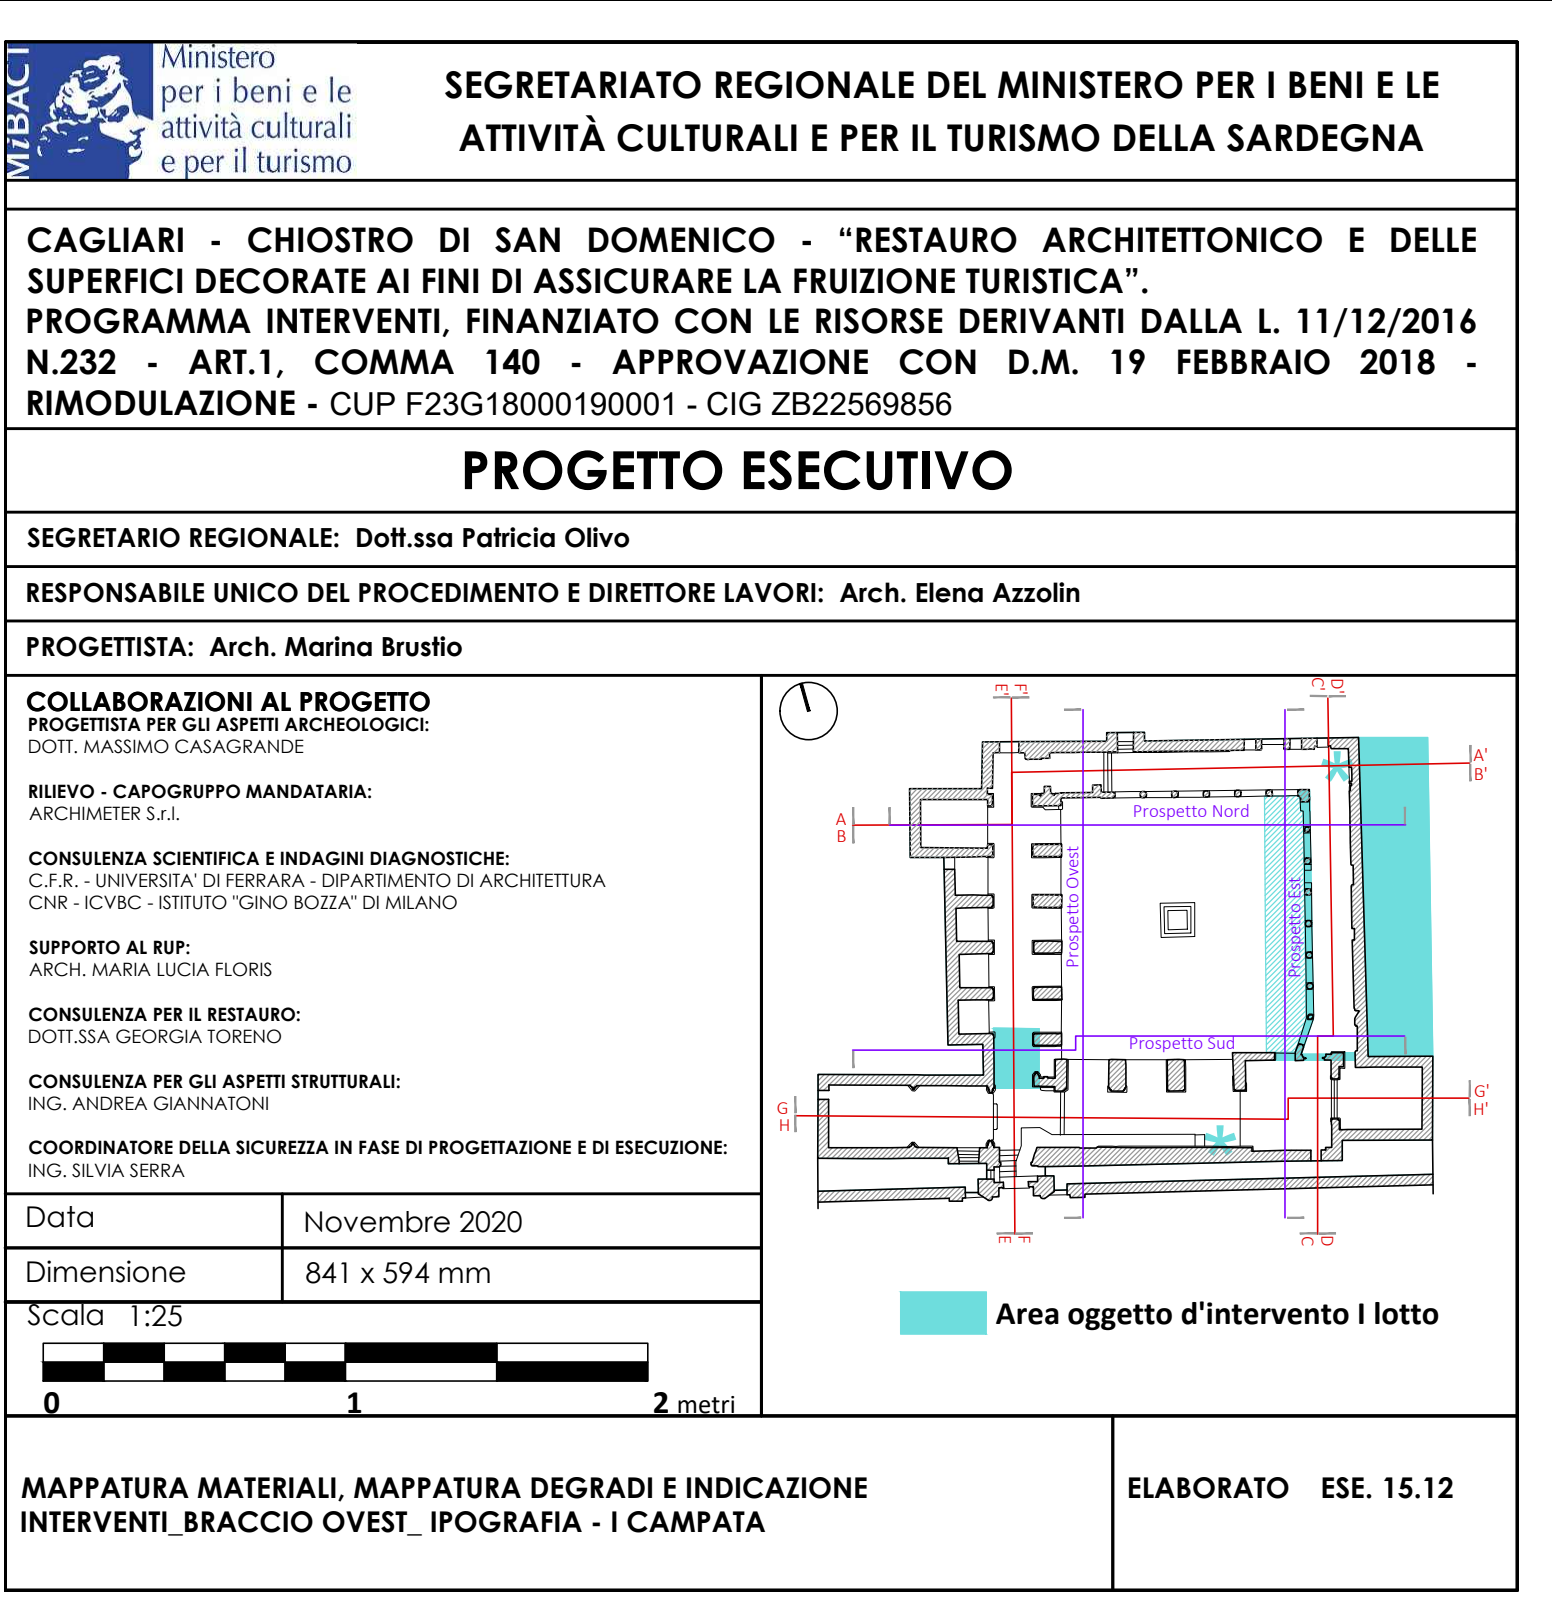 MiBACT
Ministero
per i beni e le
attività culturali
e per il turismo
SEGRETARIATO REGIONALE DEL MINISTERO PER I BENI E LE
ATTIVITÀ CULTURALI E PER IL TURISMO DELLA SARDEGNA
CAGLIARI - CHIOSTRO DI SAN DOMENICO - “RESTAURO ARCHITETTONICO E DELLE
SUPERFICI DECORATE AI FINI DI ASSICURARE LA FRUIZIONE TURISTICA”.
PROGRAMMA INTERVENTI, FINANZIATO CON LE RISORSE DERIVANTI DALLA L. 11/12/2016
N.232 - ART.1, COMMA 140 - APPROVAZIONE CON D.M. 19 FEBBRAIO 2018 -
RIMODULAZIONE - CUP F23G18000190001 - CIG ZB22569856
PROGETTO ESECUTIVO
SEGRETARIO REGIONALE: Dott.ssa Patricia Olivo
RESPONSABILE UNICO DEL PROCEDIMENTO E DIRETTORE LAVORI: Arch. Elena Azzolin
PROGETTISTA: Arch. Marina Brustio
COLLABORAZIONI AL PROGETTO
PROGETTISTA PER GLI ASPETTI ARCHEOLOGICI:
DOTT. MASSIMO CASAGRANDE
RILIEVO - CAPOGRUPPO MANDATARIA:
ARCHIMETER S.r.l.
CONSULENZA SCIENTIFICA E INDAGINI DIAGNOSTICHE:
C.F.R. - UNIVERSITA' DI FERRARA - DIPARTIMENTO DI ARCHITETTURA
CNR - ICVBC - ISTITUTO "GINO BOZZA" DI MILANO
SUPPORTO AL RUP:
ARCH. MARIA LUCIA FLORIS
CONSULENZA PER IL RESTAURO:
DOTT.SSA GEORGIA TORENO
CONSULENZA PER GLI ASPETTI STRUTTURALI:
ING. ANDREA GIANNATONI
COORDINATORE DELLA SICUREZZA IN FASE DI PROGETTAZIONE E DI ESECUZIONE:
ING. SILVIA SERRA
Data Novembre 2020
Dimensione 841 x 594 mm
Scala 1:25
0 1 2 metri
E' F'
C' D'
A'
B'
A
B
Prospetto Nord
Prospetto Ovest
Prospetto Est
Prospetto Sud
G
H
G'
H'
E F
C D
Area oggetto d'intervento I lotto
MAPPATURA MATERIALI, MAPPATURA DEGRADI E INDICAZIONE
INTERVENTI_BRACCIO OVEST_ IPOGRAFIA - I CAMPATA
ELABORATO ESE. 15.12